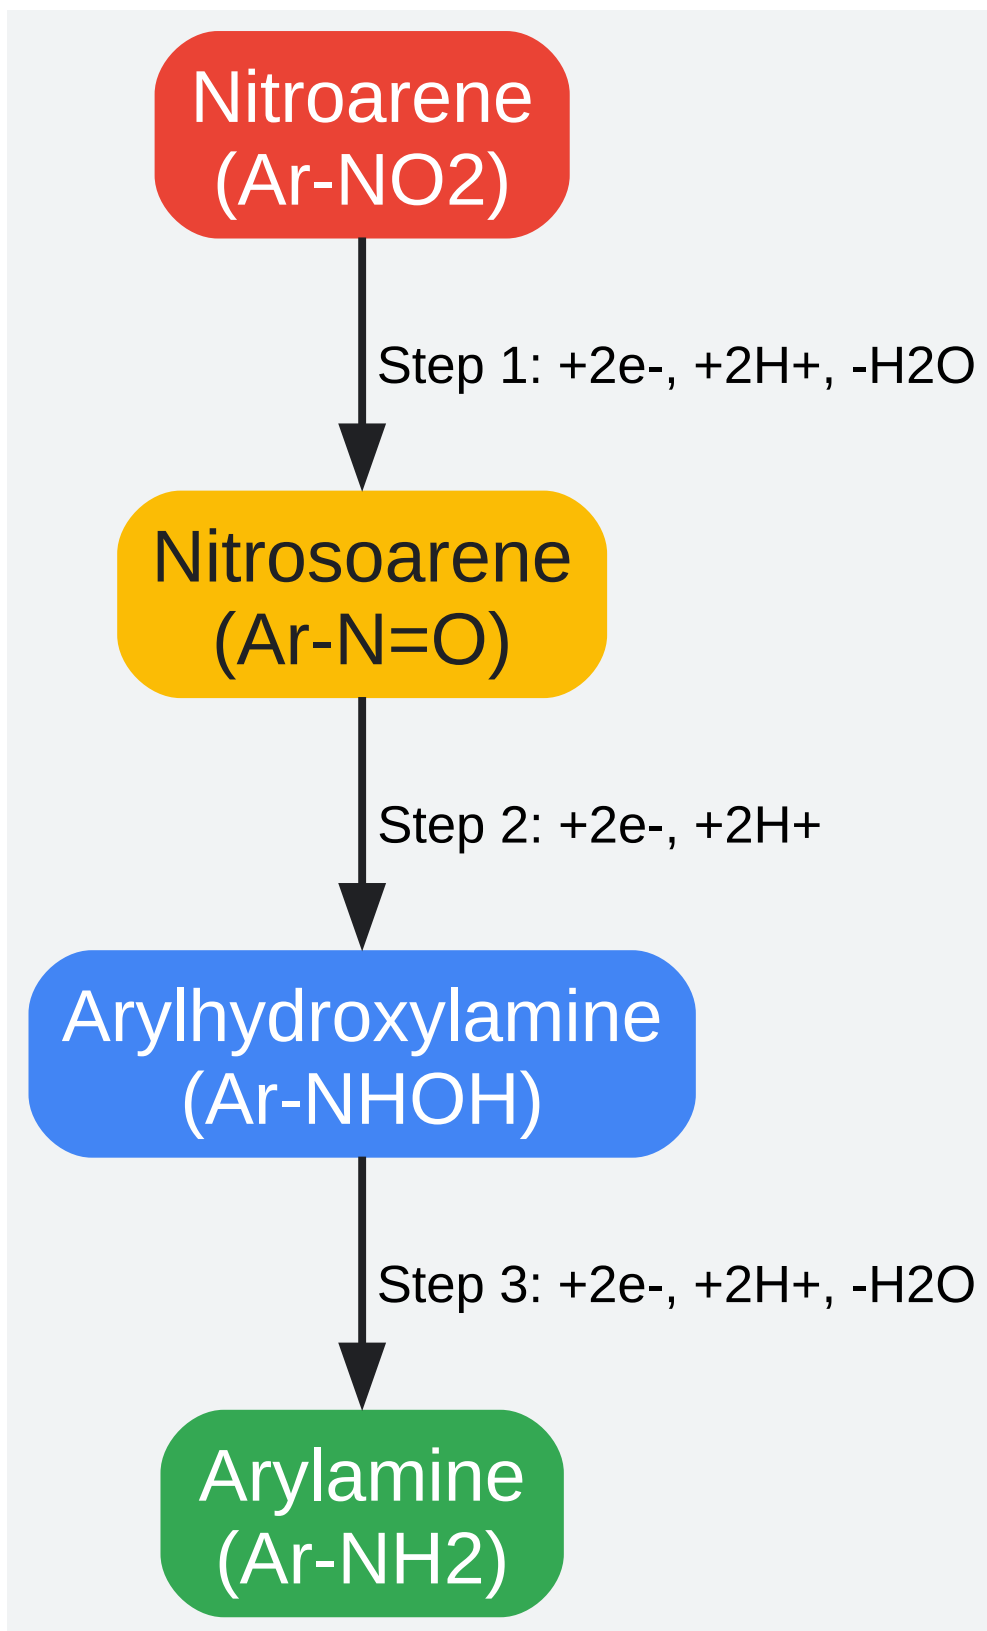 Nitroarene
(Ar-NO2)
Step 1: +2e-, +2H+, -H2O
Nitrosoarene
(Ar-N=O)
Step 2: +2e-, +2H+
Arylhydroxylamine
(Ar-NHOH)
Step 3: +2e-, +2H+, -H2O
Arylamine
(Ar-NH2)